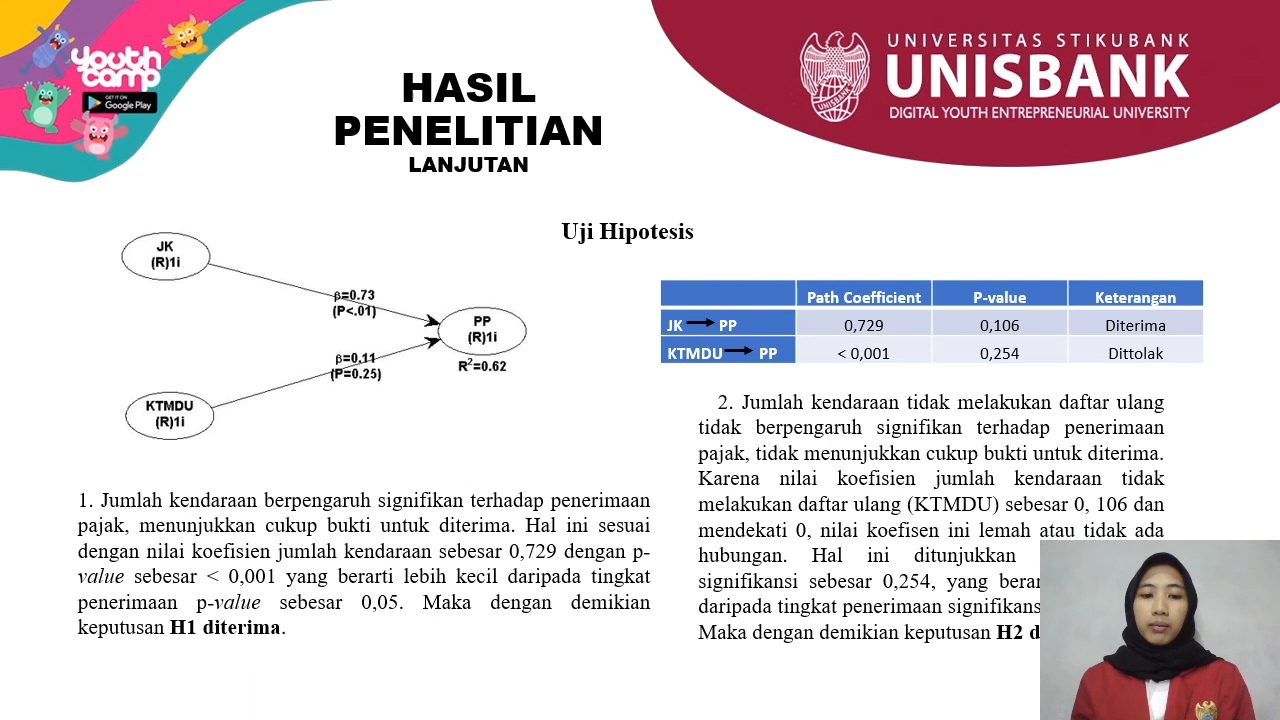 youth
camp
GET IT ON
Google Play
UNIVERSITAS STIKUBANK
UNISBANK
DIGITAL YOUTH ENTREPRENEURIAL UNIVERSITY
HASIL
PENELITIAN
LANJUTAN
Uji Hipotesis
JK
(R)1i
β=0.73
(P<.01)
PP
(R)1i
R²=0.62
β=0.11
(P=0.25)
KTMDU
(R)1i
Path Coefficient P-value Keterangan
JK → PP 0,729 0,106 Diterima
KTMDU → PP < 0,001 0,254 Dittolak
1. Jumlah kendaraan berpengaruh signifikan terhadap penerimaan
pajak, menunjukkan cukup bukti untuk diterima. Hal ini sesuai
dengan nilai koefisien jumlah kendaraan sebesar 0,729 dengan p-
value sebesar < 0,001 yang berarti lebih kecil daripada tingkat
penerimaan p-value sebesar 0,05. Maka dengan demikian
keputusan H1 diterima.
2. Jumlah kendaraan tidak melakukan daftar ulang
tidak berpengaruh signifikan terhadap penerimaan
pajak, tidak menunjukkan cukup bukti untuk diterima.
Karena nilai koefisien jumlah kendaraan tidak
melakukan daftar ulang (KTMDU) sebesar 0, 106 dan
mendekati 0, nilai koefisen ini lemah atau tidak ada
hubungan. Hal ini ditunjukkan
signifikansi sebesar 0,254, yang
daripada tingkat penerimaan
Maka dengan demikian keputusan H2